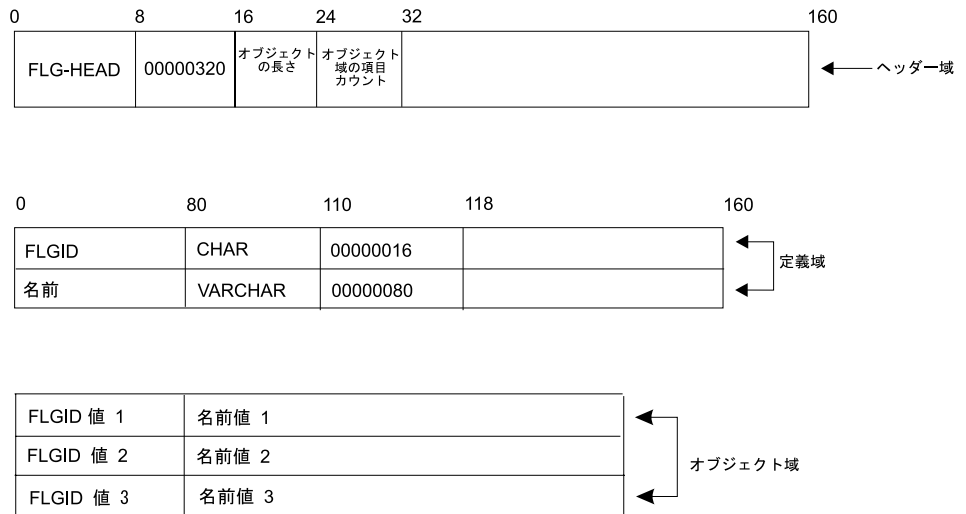 0 8 16 24 32 160
FLG-HEAD 00000320 オブジェクトの長さ オブジェクト域の項目カウント ヘッダー域
0 80 110 118 160
FLGID CHAR 00000016
定義域
名前 VARCHAR 00000080
FLGID 値 1 名前値 1
FLGID 値 2 名前値 2
オブジェクト域
FLGID 値 3 名前値 3